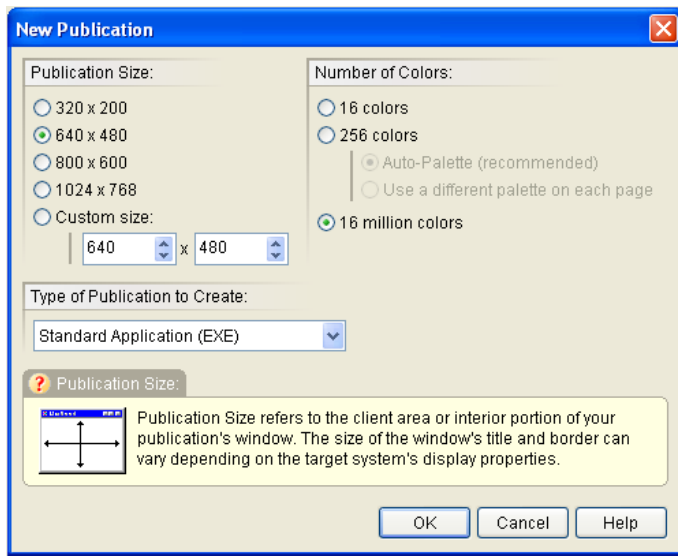 New Publication
Publication Size:
320 x 200
640 x 480
800 x 600
1024 x 768
Custom size:
640 x 480
Number of Colors:
16 colors
256 colors
Auto-Palette (recommended)
Use a different palette on each page
16 million colors
Type of Publication to Create:
Standard Application (EXE)
? Publication Size:
Publication Size refers to the client area or interior portion of your
publication's window. The size of the window's title and border can
vary depending on the target system's display properties.
OK
Cancel
Help